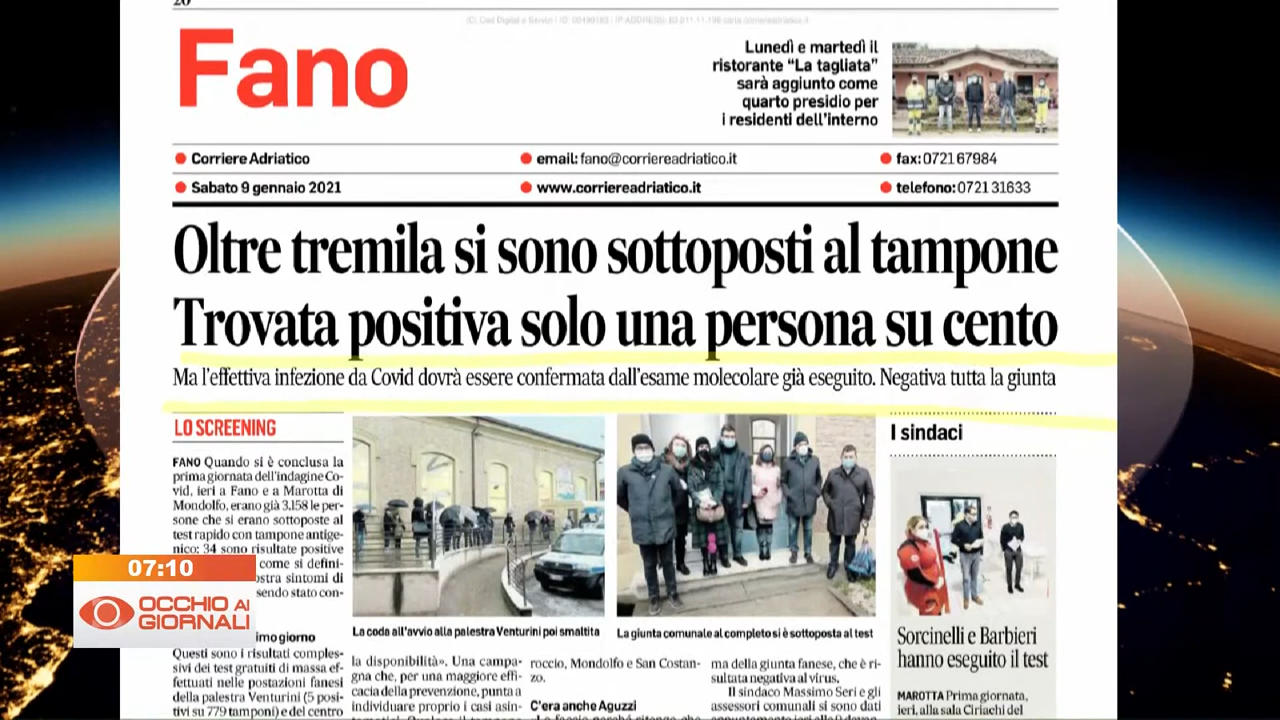 20
Fano
Lunedì e martedì il
ristorante “La tagliata”
sarà aggiunto come
quarto presidio per
i residenti dell’interno
Corriere Adriatico
email: fano@corriereadriatico.it
fax: 0721 67984
Sabato 9 gennaio 2021
www.corriereadriatico.it
telefono: 0721 31633
Oltre tremila si sono sottoposti al tampone
Trovata positiva solo una persona su cento
Ma l’effettiva infezione da Covid dovrà essere confermata dall’esame molecolare già eseguito. Negativa tutta la giunta
LO SCREENING
FANO Quando si è conclusa la
prima giornata dell’indagine Co-
vid, ieri a Fano e a Marotta di
Mondolfo, erano già 3.158 le per-
sone che si erano sottoposte al
test rapido con tampone antige-
nico: 34 sono risultate positive
come si defini-
ostra sintomi di
sendo stato con-
imo giorno
Questi sono i risultati comples-
sivi dei test gratuiti di massa ef-
fettuati nelle postazioni fanesi
della palestra Venturini (5 posi-
tivi su 779 tamponi) e del centro
La coda all’avvio alla palestra Venturini poi smaltita
la disponibilità». Una campa-
gna che, per una maggiore effi-
cacia della prevenzione, punta a
individuare proprio i casi asin-
roccio, Mondolfo e San Costan-
zo.
C’era anche Aguzzi
La giunta comunale al completo si è sottoposta al test
ma della giunta fanese, che è ri-
sultata negativa al virus.
Il sindaco Massimo Seri e gli
assessori comunali si sono dati
I sindaci
Sorcinelli e Barbieri
hanno eseguito il test
MAROTTA Prima giornata,
ieri, alla sala Ciriachi del
07:10
OCCHIO AI
GIORNALI